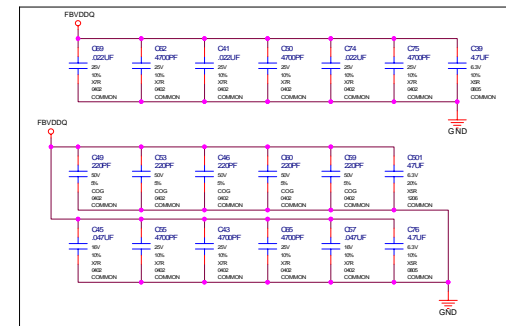 FBVDDQ
C69
.022UF
25V
10%
X7R
0402
COMMON
C62
4700PF
25V
10%
X7R
0402
COMMON
C41
.022UF
25V
10%
X7R
0402
COMMON
C50
4700PF
25V
10%
X7R
0402
COMMON
C74
.022UF
25V
10%
X7R
0402
COMMON
C75
4700PF
25V
10%
X7R
0402
COMMON
C39
4.7UF
6.3V
10%
X5R
0805
COMMON
GND
FBVDDQ
C49
220PF
50V
5%
COG
0402
COMMON
C53
220PF
50V
5%
COG
0402
COMMON
C46
220PF
50V
5%
COG
0402
COMMON
C60
220PF
50V
5%
COG
0402
COMMON
C59
220PF
50V
5%
COG
0402
COMMON
C501
47UF
6.3V
20%
X5R
1206
COMMON
C45
.047UF
16V
10%
X7R
0402
COMMON
C55
4700PF
25V
10%
X7R
0402
COMMON
C43
4700PF
25V
10%
X7R
0402
COMMON
C65
4700PF
25V
10%
X7R
0402
COMMON
C57
.047UF
16V
10%
X7R
0402
COMMON
C76
4.7UF
6.3V
10%
X5R
0805
COMMON
GND